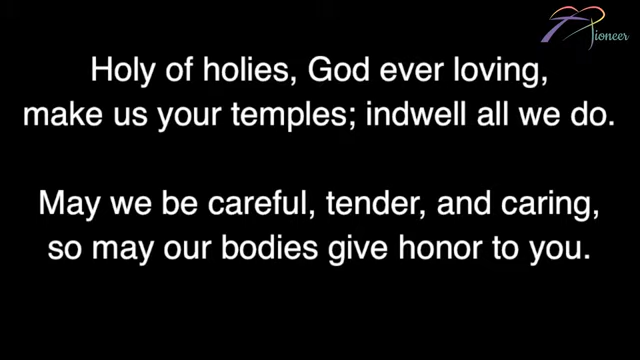 Pioneer
Holy of holies, God ever loving,
make us your temples; indwell all we do.
May we be careful, tender, and caring,
so may our bodies give honor to you.